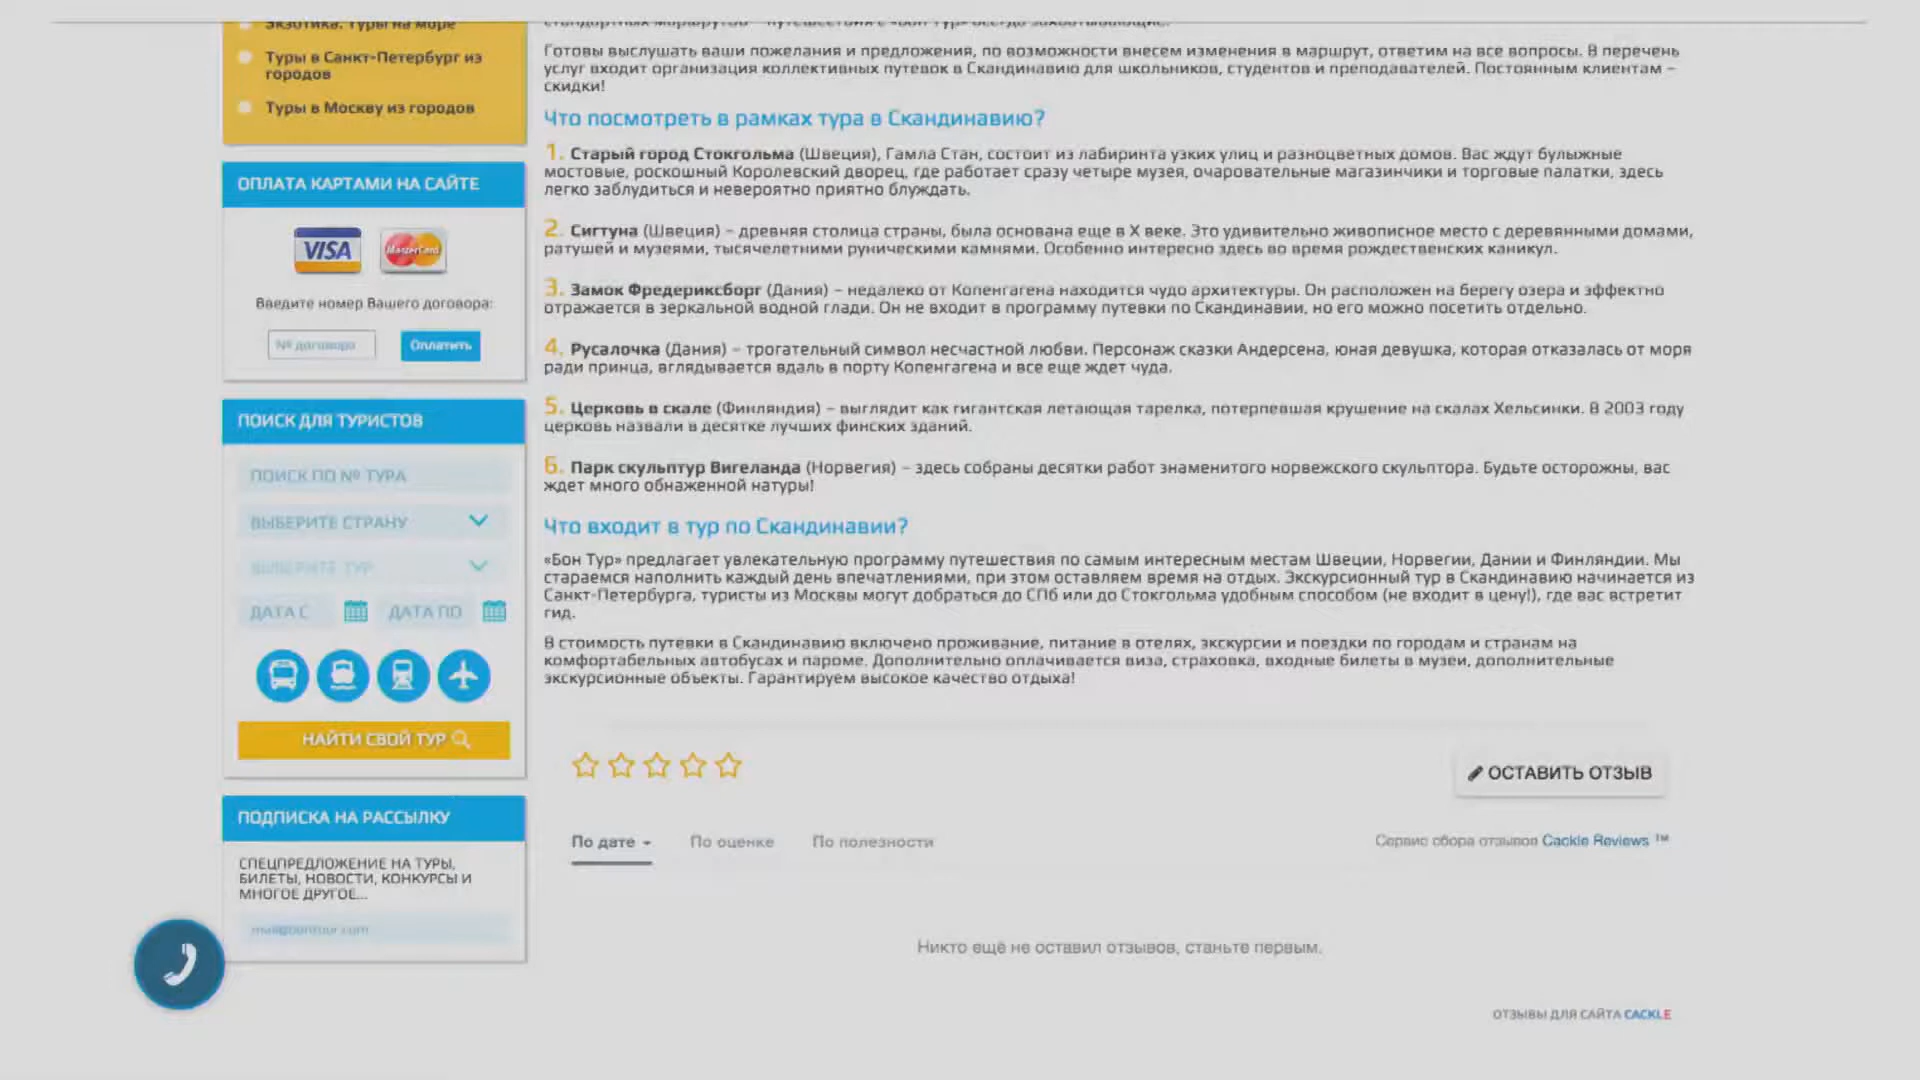 Экзотика. Туры на море
Туры в Санкт-Петербург из
городов
Туры в Москву из городов
ОПЛАТА КАРТАМИ НА САЙТЕ
VISA MasterCard
Введите номер Вашего договора:
№ договора Оплатить
ПОИСК ДЛЯ ТУРИСТОВ
ПОИСК ПО № ТУРА
ВЫБЕРИТЕ СТРАНУ
ВЫБЕРИТЕ ТУР
ДАТА С ДАТА ПО
НАЙТИ СВОЙ ТУР
ПОДПИСКА НА РАССЫЛКУ
СПЕЦПРЕДЛОЖЕНИЕ НА ТУРЫ,
БИЛЕТЫ, НОВОСТИ, КОНКУРСЫ И
МНОГОЕ ДРУГОЕ...
стандартных маршрутов – путешествия с «Бон Тур» всегда захватывающие.
Готовы выслушать ваши пожелания и предложения, по возможности внесем изменения в маршрут, ответим на все вопросы. В перечень
услуг входит организация коллективных путевок в Скандинавию для школьников, студентов и преподавателей. Постоянным клиентам –
скидки!
Что посмотреть в рамках тура в Скандинавию?
1. Старый город Стокгольма (Швеция), Гамла Стан, состоит из лабиринта узких улиц и разноцветных домов. Вас ждут булыжные
мостовые, роскошный Королевский дворец, где работает сразу четыре музея, очаровательные магазинчики и торговые палатки, здесь
легко заблудиться и невероятно приятно блуждать.
2. Сигтуна (Швеция) – древняя столица страны, была основана еще в X веке. Это удивительно живописное место с деревянными домами,
ратушей и музеями, тысячелетними руническими камнями. Особенно интересно здесь во время рождественских каникул.
3. Замок Фредериксборг (Дания) – недалеко от Копенгагена находится чудо архитектуры. Он расположен на берегу озера и эффектно
отражается в зеркальной водной глади. Он не входит в программу путевки по Скандинавии, но его можно посетить отдельно.
4. Русалочка (Дания) – трогательный символ несчастной любви. Персонаж сказки Андерсена, юная девушка, которая отказалась от моря
ради принца, вглядывается вдаль в порту Копенгагена и все еще ждет чуда.
5. Церковь в скале (Финляндия) – выглядит как гигантская летающая тарелка, потерпевшая крушение на скалах Хельсинки. В 2003 году
церковь назвали в десятке лучших финских зданий.
6. Парк скульптур Вигеланда (Норвегия) – здесь собраны десятки работ знаменитого норвежского скульптора. Будьте осторожны, вас
ждет много обнаженной натуры!
Что входит в тур по Скандинавии?
«Бон Тур» предлагает увлекательную программу путешествия по самым интересным местам Швеции, Норвегии, Дании и Финляндии. Мы
стараемся наполнить каждый день впечатлениями, при этом оставляем время на отдых. Экскурсионный тур в Скандинавию начинается из
Санкт-Петербурга, туристы из Москвы могут добраться до СПб или до Стокгольма удобным способом (не входит в цену!), где вас встретит
гид.
В стоимость путевки в Скандинавию включено проживание, питание в отелях, экскурсии и поездки по городам и странам на
комфортабельных автобусах и пароме. Дополнительно оплачивается виза, страховка, входные билеты в музеи, дополнительные
экскурсионные объекты. Гарантируем высокое качество отдыха!
ОСТАВИТЬ ОТЗЫВ
По дате По оценке По полезности
Сервис сбора отзывов Cackle Reviews ™
Никто ещё не оставил отзывов, станьте первым.
ОТЗЫВЫ ДЛЯ САЙТА CACKLE